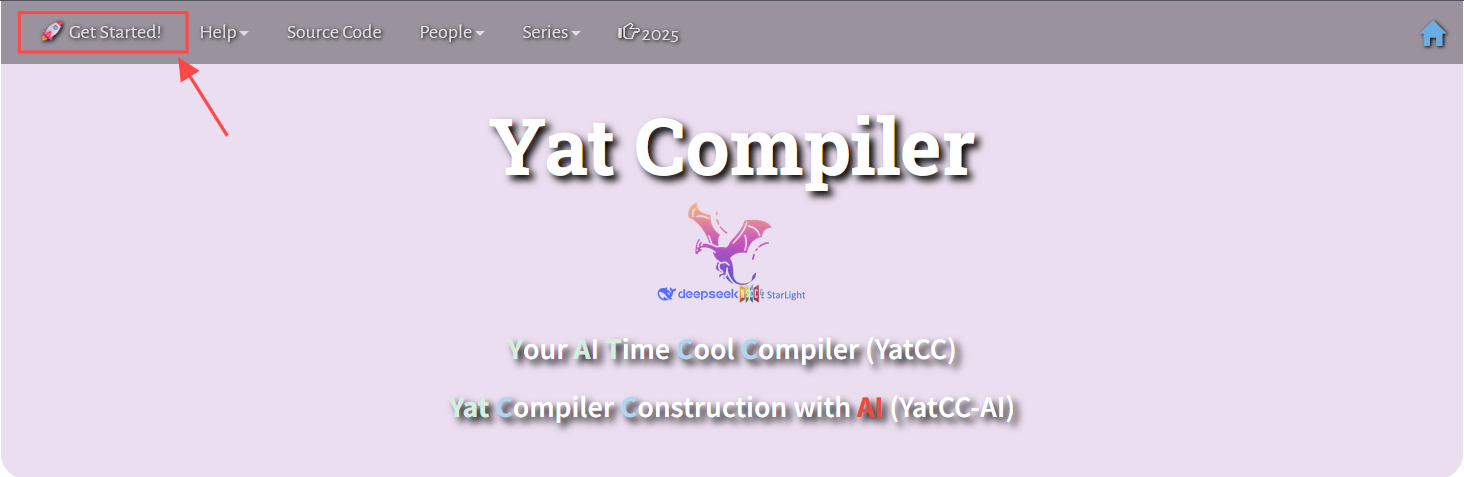 Get Started!
Help
Source Code
People
Series
2025
Yat Compiler
deepseek
StarLight
Your AI Time Cool Compiler (YatCC)
Yat Compiler Construction with AI (YatCC-AI)